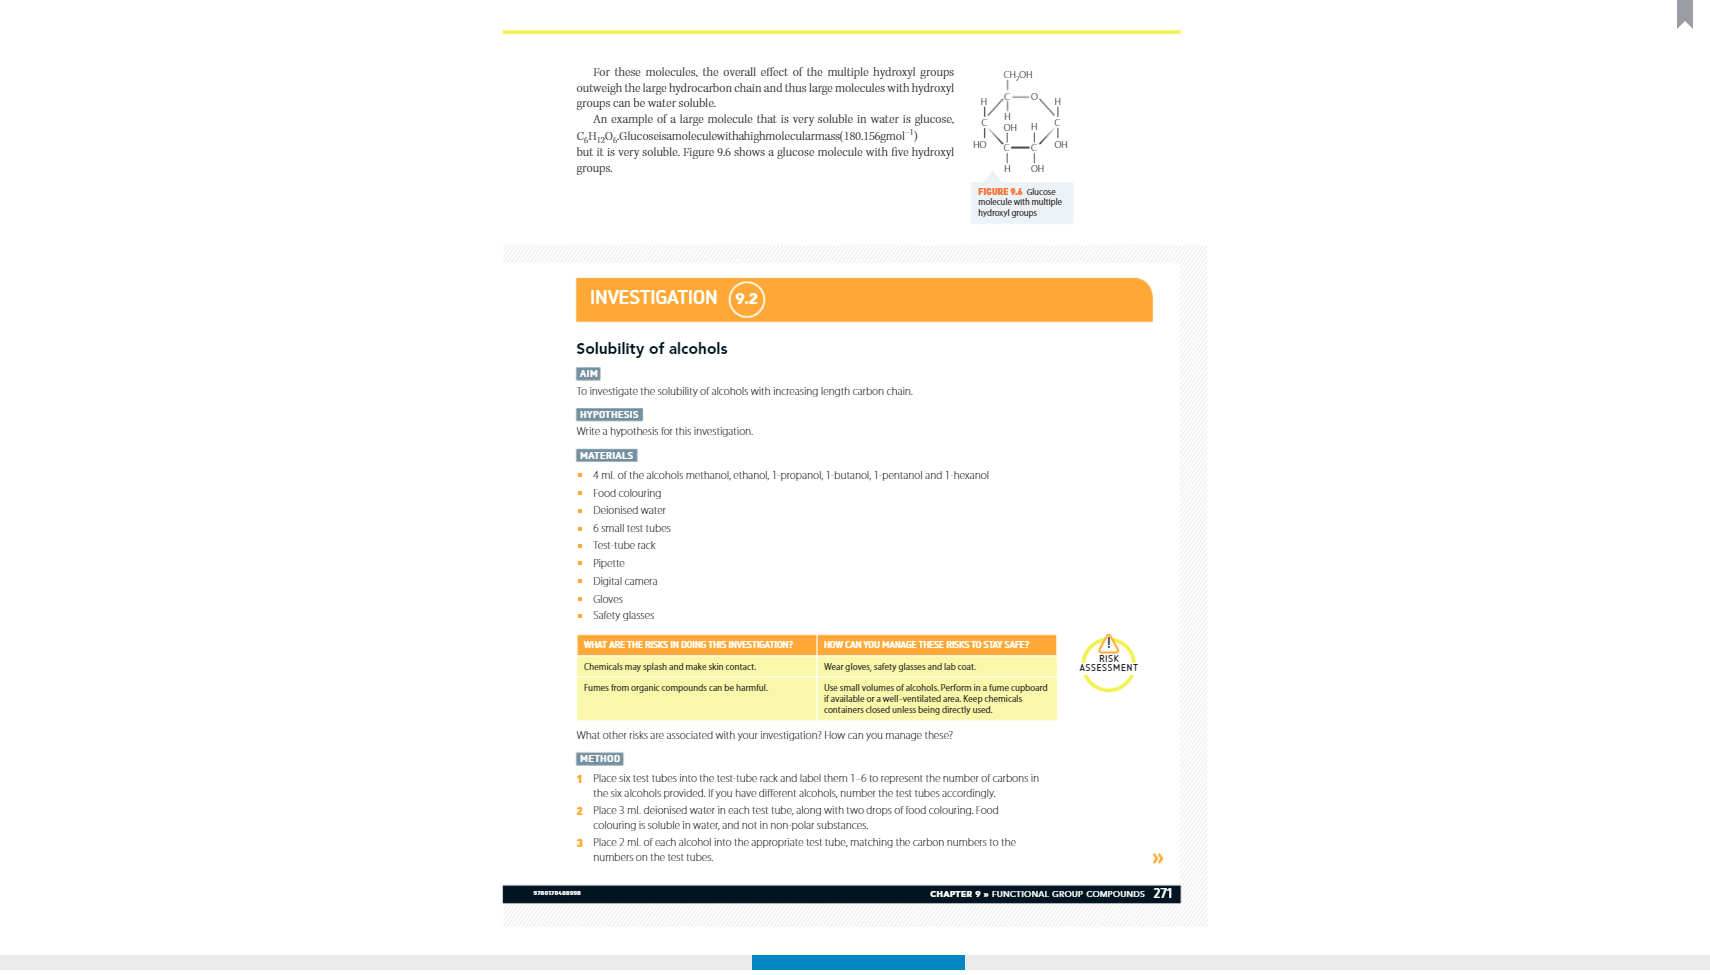 For these molecules, the overall effect of the multiple hydroxyl groups
outweigh the large hydrocarbon chain and thus large molecules with hydroxyl
groups can be water soluble.
An example of a large molecule that is very soluble in water is glucose,
C₆H₁₂O₆.Glucoseisamoleculewithahighmolecularmass(180.156gmol⁻¹)
but it is very soluble. Figure 9.6 shows a glucose molecule with five hydroxyl
groups.
CH₂OH
C O
H H
H
C OH H C
HO C C OH
H OH
FIGURE 9.6 Glucose
molecule with multiple
hydroxyl groups
INVESTIGATION 9.2
Solubility of alcohols
AIM
To investigate the solubility of alcohols with increasing length carbon chain.
HYPOTHESIS
Write a hypothesis for this investigation.
MATERIALS
4 mL of the alcohols methanol, ethanol, 1-propanol, 1-butanol, 1-pentanol and 1-hexanol
Food colouring
Deionised water
6 small test tubes
Test-tube rack
Pipette
Digital camera
Gloves
Safety glasses
WHAT ARE THE RISKS IN DOING THIS INVESTIGATION? HOW CAN YOU MANAGE THESE RISKS TO STAY SAFE?
Chemicals may splash and make skin contact. Wear gloves, safety glasses and lab coat.
Fumes from organic compounds can be harmful. Use small volumes of alcohols. Perform in a fume cupboard
if available or a well-ventilated area. Keep chemicals
containers closed unless being directly used.
!
RISK
ASSESSMENT
What other risks are associated with your investigation? How can you manage these?
METHOD
1 Place six test tubes into the test-tube rack and label them 1–6 to represent the number of carbons in
the six alcohols provided. If you have different alcohols, number the test tubes accordingly.
2 Place 3 mL deionised water in each test tube, along with two drops of food colouring. Food
colouring is soluble in water, and not in non-polar substances.
3 Place 2 mL of each alcohol into the appropriate test tube, matching the carbon numbers to the
numbers on the test tubes.
»
CHAPTER 9 » FUNCTIONAL GROUP COMPOUNDS 271